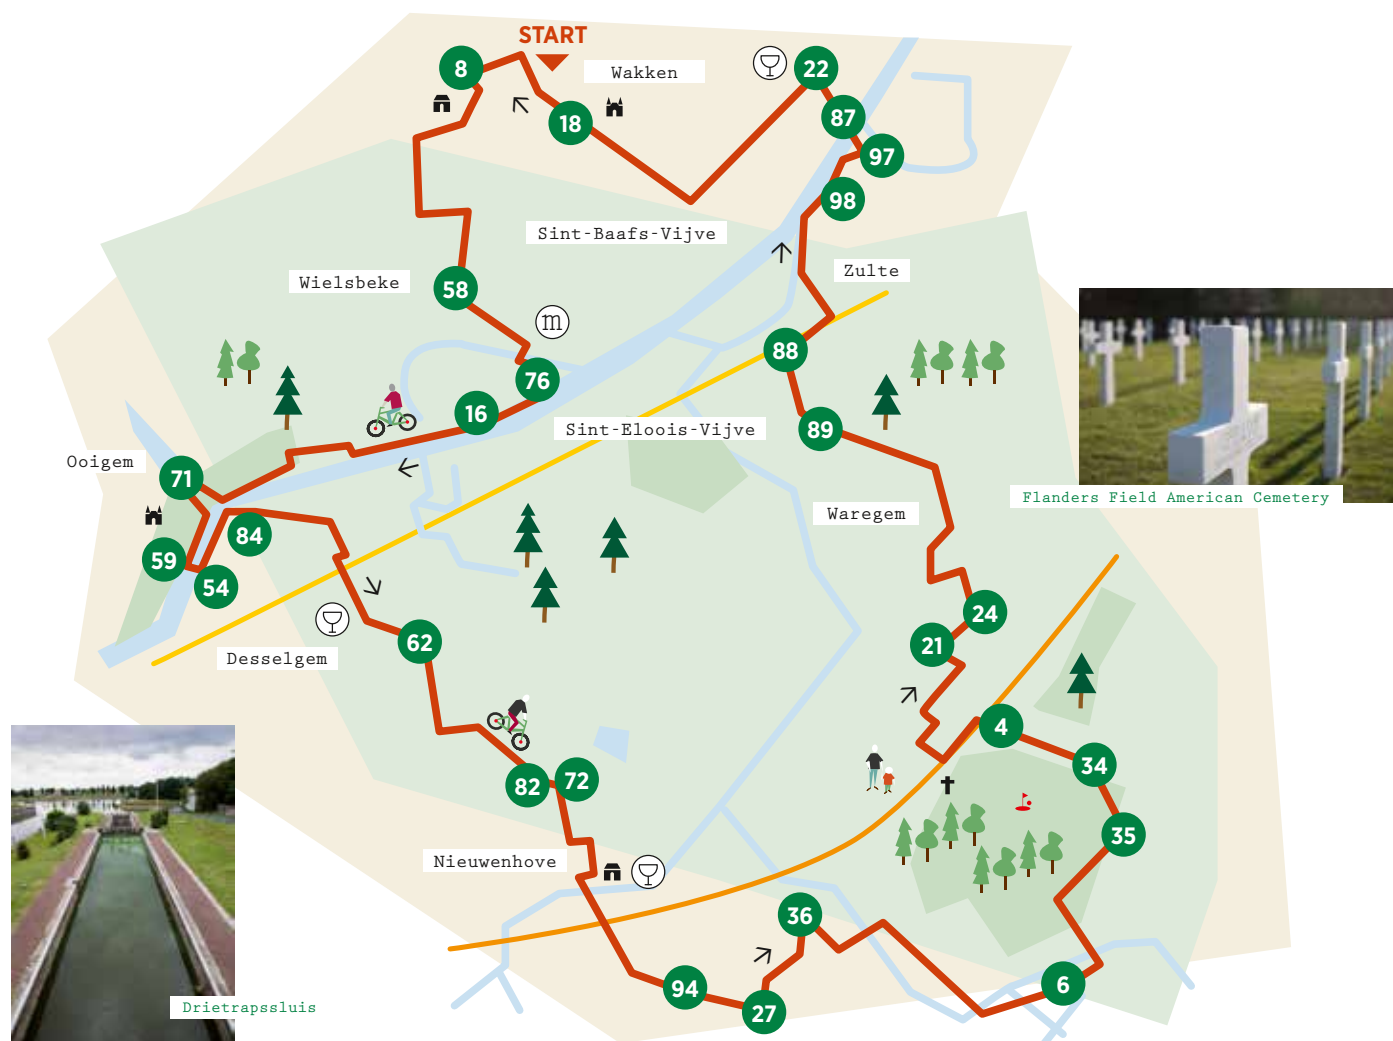 START
8
Wakken
22
18
87
97
98
Sint-Baafs-Vijve
Zulte
Wielsbeke
58
m
88
76
16
89
Sint-Eloois-Vijve
Ooigem
71
Flanders Field American Cemetery
Waregem
84
59
54
24
62
21
Desselgem
4
34
82
72
35
Nieuwenhove
36
94
6
27
Drietrapssluis